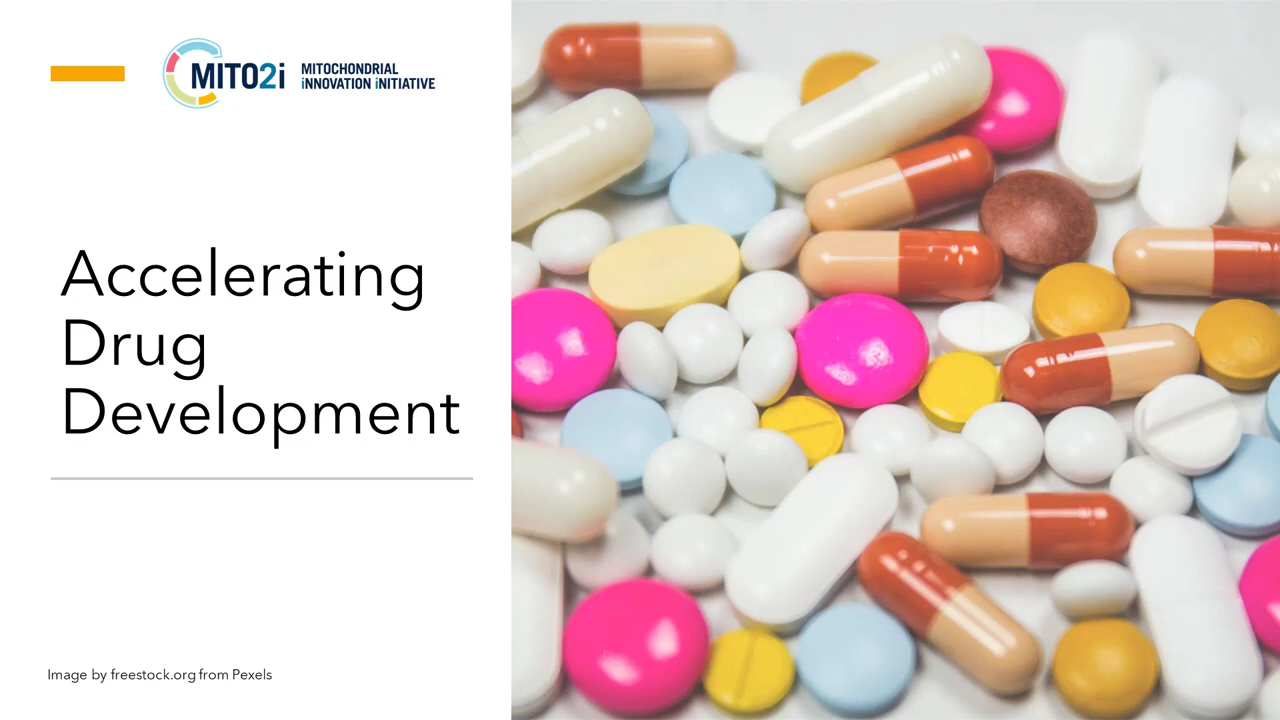 MITO2i
MITOCHONDRIAL
iNNOVATION iNITIATIVE
Accelerating
Drug
Development
Image by freestock.org from Pexels